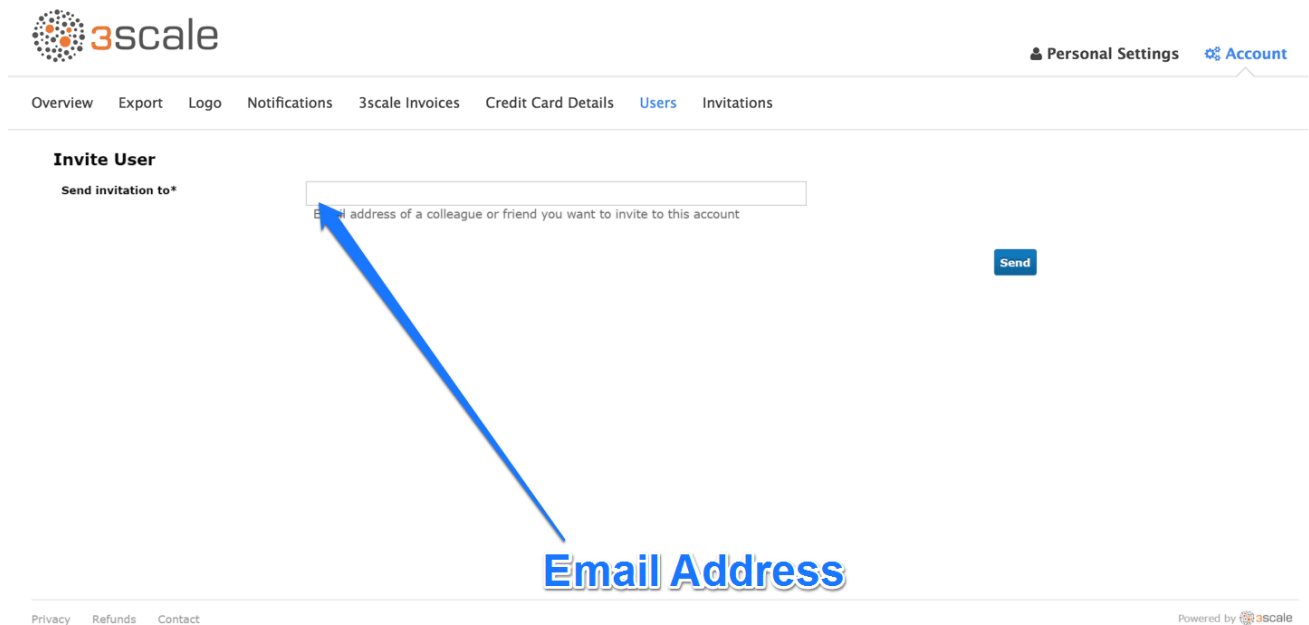 3scale
Personal Settings Account
Overview Export Logo Notifications 3scale Invoices Credit Card Details Users Invitations
Invite User
Send invitation to*
address of a colleague or friend you want to invite to this account
Send
Email Address
Privacy Refunds Contact
Powered by 3scale